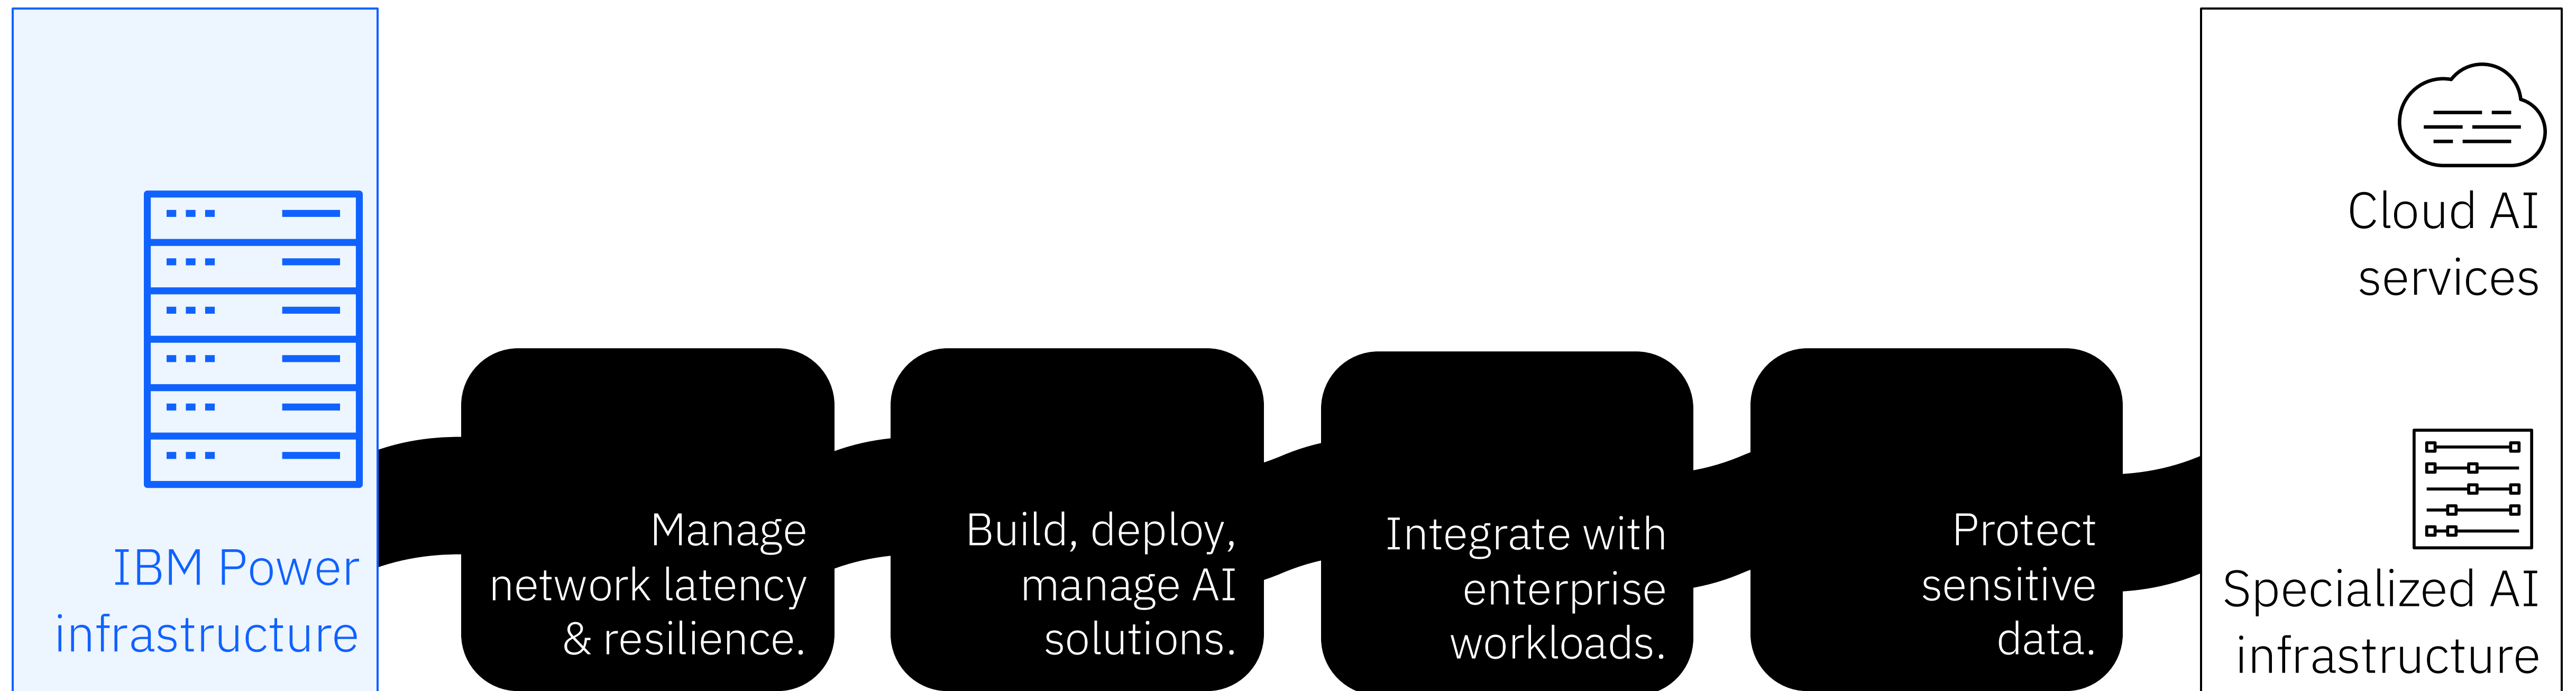 IBM Power
infrastructure
Manage
network latency
& resilience.
Build, deploy,
manage AI
solutions.
Integrate with
enterprise
workloads.
Protect
sensitive
data.
Cloud AI
services
Specialized AI
infrastructure